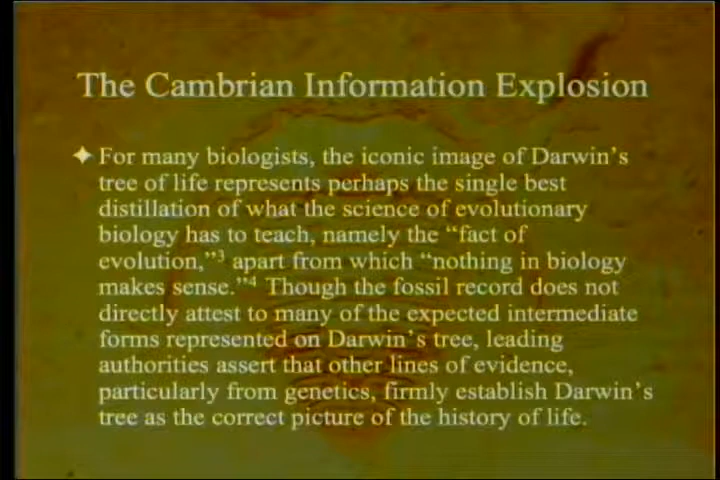 The Cambrian Information Explosion
✦ For many biologists, the iconic image of Darwin's
tree of life represents perhaps the single best
distillation of what the science of evolutionary
biology has to teach, namely the “fact of
evolution,”³ apart from which “nothing in biology
makes sense.”⁴ Though the fossil record does not
directly attest to many of the expected intermediate
forms represented on Darwin's tree, leading
authorities assert that other lines of evidence,
particularly from genetics, firmly establish Darwin's
tree as the correct picture of the history of life.